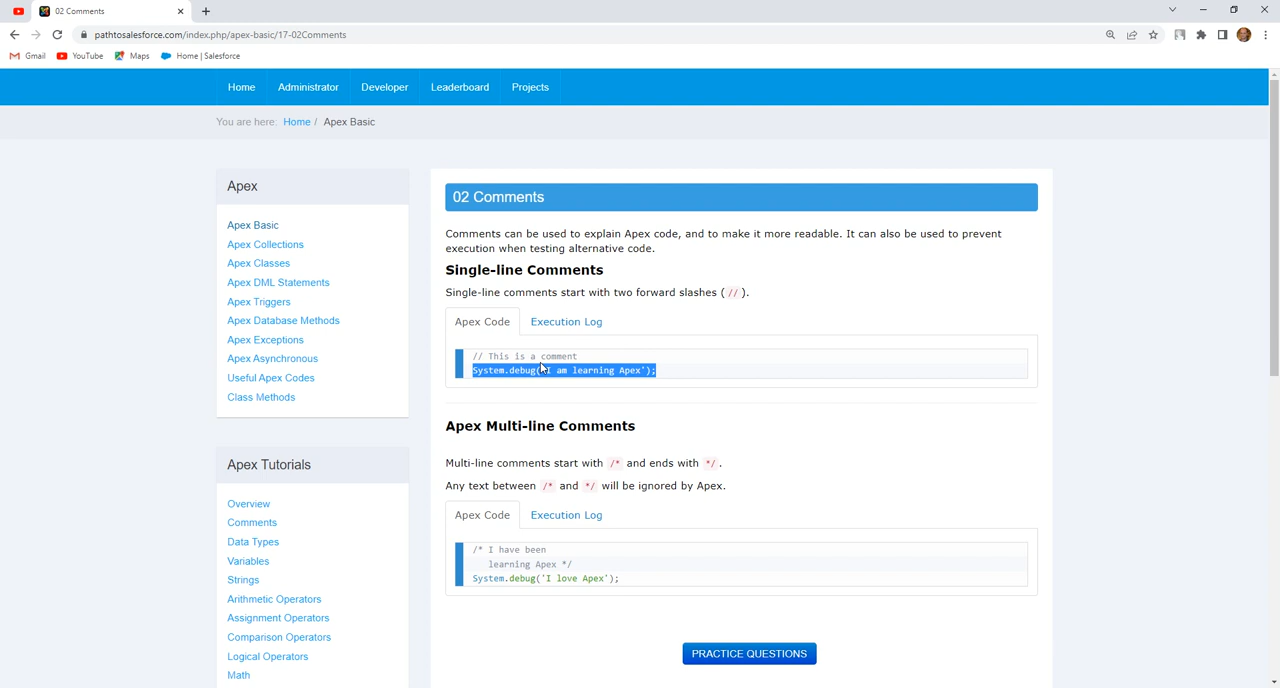 02 Comments
pathtosalesforce.com/index.php/apex-basic/17-02Comments
Gmail YouTube Maps Home | Salesforce
Home Administrator Developer Leaderboard Projects
You are here: Home / Apex Basic
Apex
Apex Basic
Apex Collections
Apex Classes
Apex DML Statements
Apex Triggers
Apex Database Methods
Apex Exceptions
Apex Asynchronous
Useful Apex Codes
Class Methods
Apex Tutorials
Overview
Comments
Data Types
Variables
Strings
Arithmetic Operators
Assignment Operators
Comparison Operators
Logical Operators
Math
02 Comments
Comments can be used to explain Apex code, and to make it more readable. It can also be used to prevent
execution when testing alternative code.
Single-line Comments
Single-line comments start with two forward slashes ( // ).
Apex Code Execution Log
// This is a comment
System.debug('I am learning Apex');
Apex Multi-line Comments
Multi-line comments start with /* and ends with */.
Any text between /* and */ will be ignored by Apex.
Apex Code Execution Log
/* I have been
learning Apex */
System.debug('I love Apex');
PRACTICE QUESTIONS